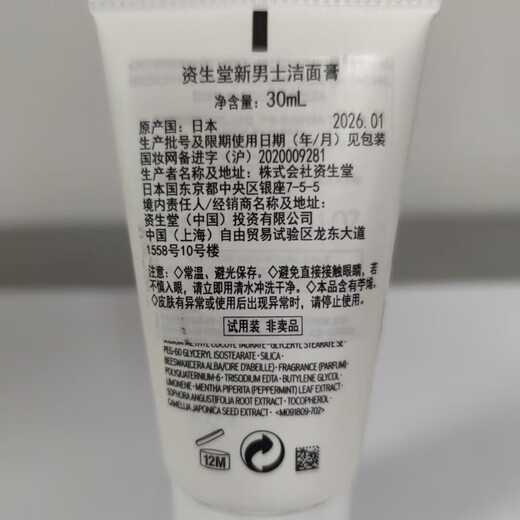 资生堂新男士洁面膏
净含量：30mL
原产国：日本 2026.01
生产批号及限期使用日期（年/月）见包装
国妆网备进字（沪）2020009281
生产者名称及地址：株式会社资生堂
日本国东京都中央区银座7-5-5
境内责任人/经销商名称及地址：
资生堂（中国）投资有限公司
中国（上海）自由贸易试验区龙东大道
1558号10号楼
注意：◇常温、避光保存。◇避免直接接触眼睛，若
不慎入眼，请立即用清水冲洗干净。◇本品含有苧烯。
◇皮肤有异常或使用后出现异常时，请停止使用。
试用装 非卖品
SODIUM METHYL COCOYL TAURATE・GLYCERYL STEARATE SE・
PEG-60 GLYCERYL ISOSTEARATE・SILICA・
BEESWAX(CERA ALBA/CIRE D'ABEILLE)・FRAGRANCE (PARFUM)・
POLYQUATERNIUM-6・TRISODIUM EDTA・BUTYLENE GLYCOL・
LIMONENE・MENTHA PIPERITA (PEPPERMINT) LEAF EXTRACT・
SOPHORA ANGUSTIFOLIA ROOT EXTRACT・TOCOPHEROL・
CAMELLIA JAPONICA SEED EXTRACT・ <M091809-702>
12M